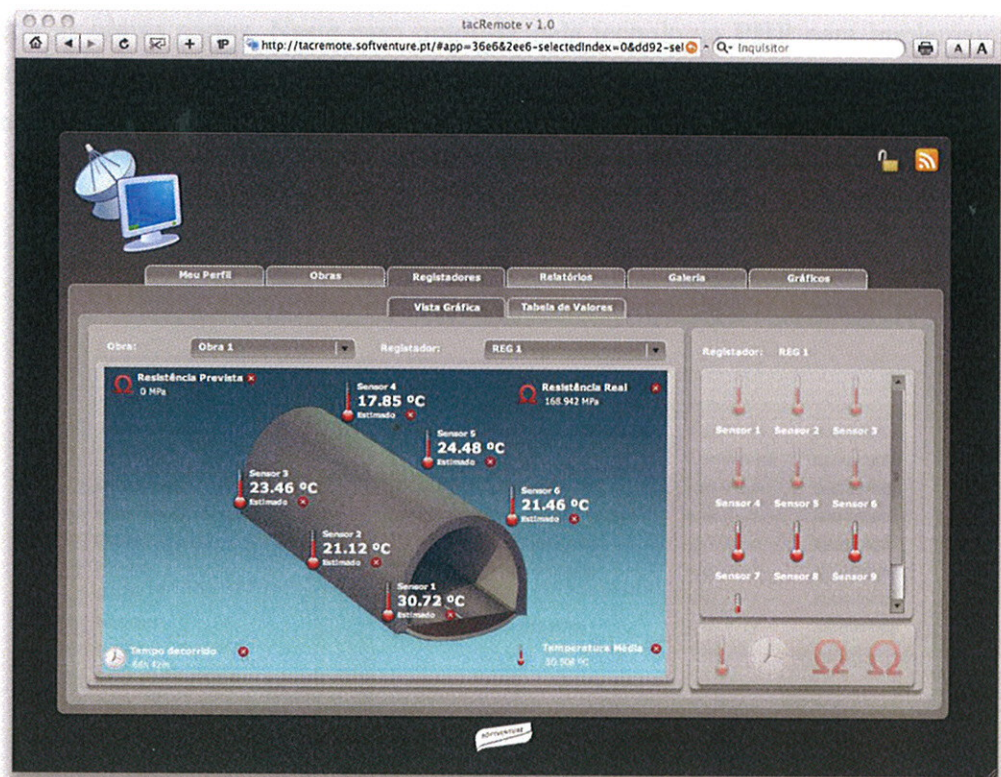 tacRemote v 1.0
1P
http://tacremote.softventure.pt/#app=36e6&2ee6-selectedIndex=0&dd92-sel
Inquisitor
A A
Meu Perfil
Obras
Registadores
Relatórios
Galeria
Gráficos
Vista Gráfica
Tabela de Valores
Obra:
Obra 1
Registador:
REG 1
Registador: REG 1
Ω Resistência Prevista
0 MPa
Sensor 4
17.85 ºC
Estimado
Ω Resistência Real
168.942 MPa
Sensor 5
24.48 ºC
Estimado
Sensor 3
23.46 ºC
Estimado
Sensor 6
21.46 ºC
Estimado
Sensor 2
21.12 ºC
Estimado
Sensor 1
30.72 ºC
Estimado
Tempo decorrido
Temperatura Média
Sensor 1 Sensor 2 Sensor 3
Sensor 4 Sensor 5 Sensor 6
Sensor 7 Sensor 8 Sensor 9
Ω Ω
SOFTVENTURE